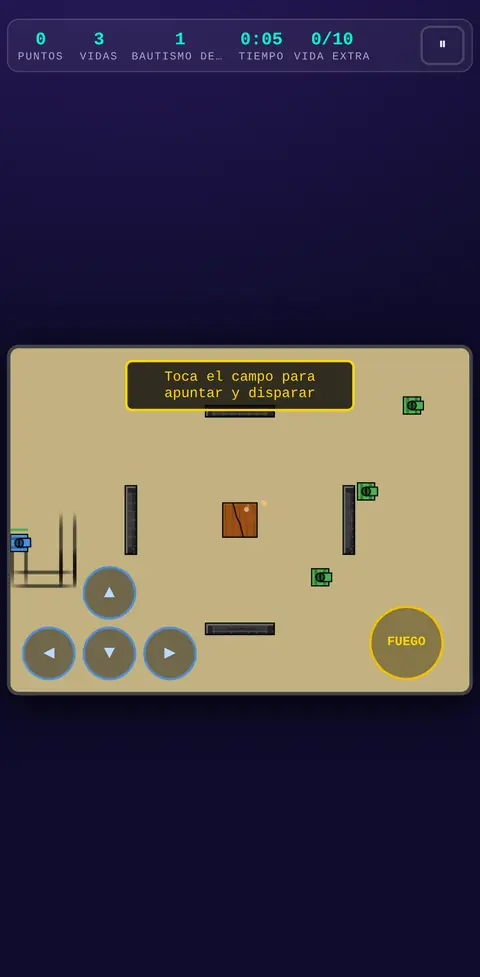 0 3 1 0:05 0/10
PUNTOS VIDAS BAUTISMO DE… TIEMPO VIDA EXTRA
Toca el campo para
apuntar y disparar
FUEGO